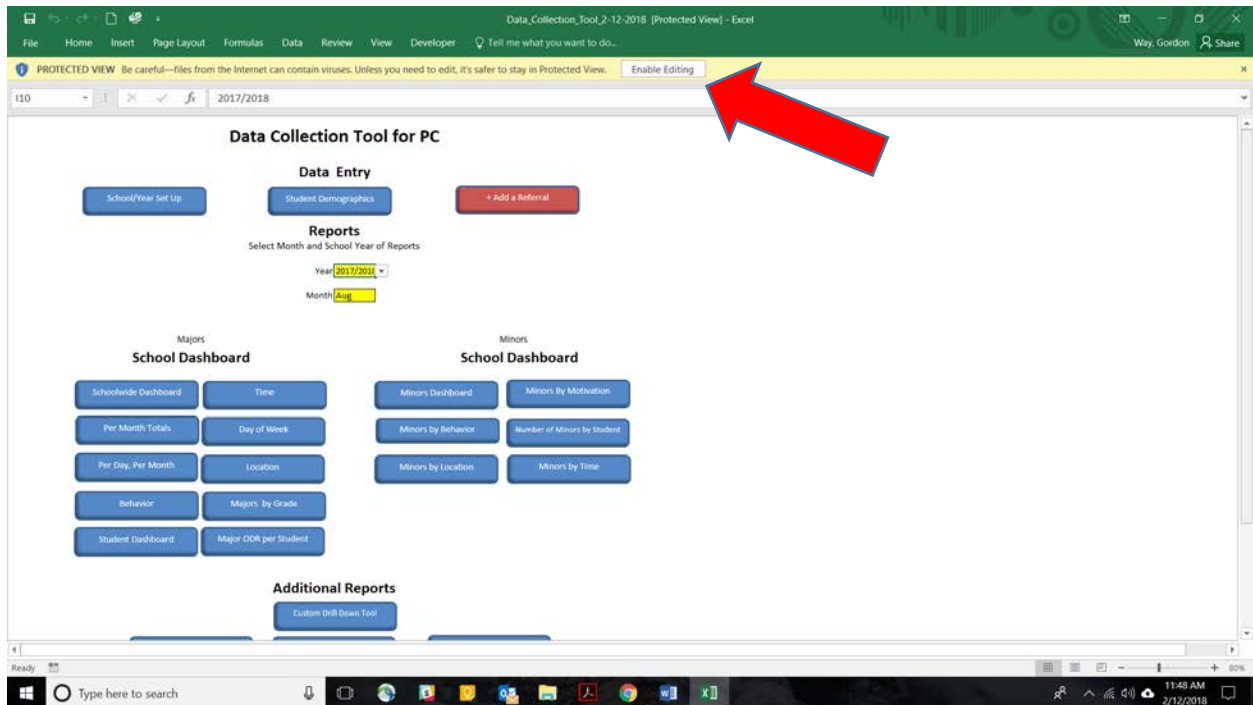 Data_Collection_Tool_2-12-2018 [Protected View] - Excel
File Home Insert Page Layout Formulas Data Review View Developer Tell me what you want to do... Way, Gordon Share
PROTECTED VIEW Be careful—files from the Internet can contain viruses. Unless you need to edit, it's safer to stay in Protected View. Enable Editing
I10 fx 2017/2018
Data Collection Tool for PC
Data Entry
School/Year Set Up Student Demographics + Add a Referral
Reports
Select Month and School Year of Reports
Year 2017/2018
Month Aug
Majors Minors
School Dashboard School Dashboard
Schoolwide Dashboard Time Minors Dashboard Minors By Motivation
Per Month Totals Day of Week Minors by Behavior Number of Minors by Student
Per Day, Per Month Location Minors by Location Minors by Time
Behavior Majors by Grade
Student Dashboard Major ODR per Student
Additional Reports
Custom Drill Down Tool
Ready 80%
Type here to search 11:48 AM
2/12/2018